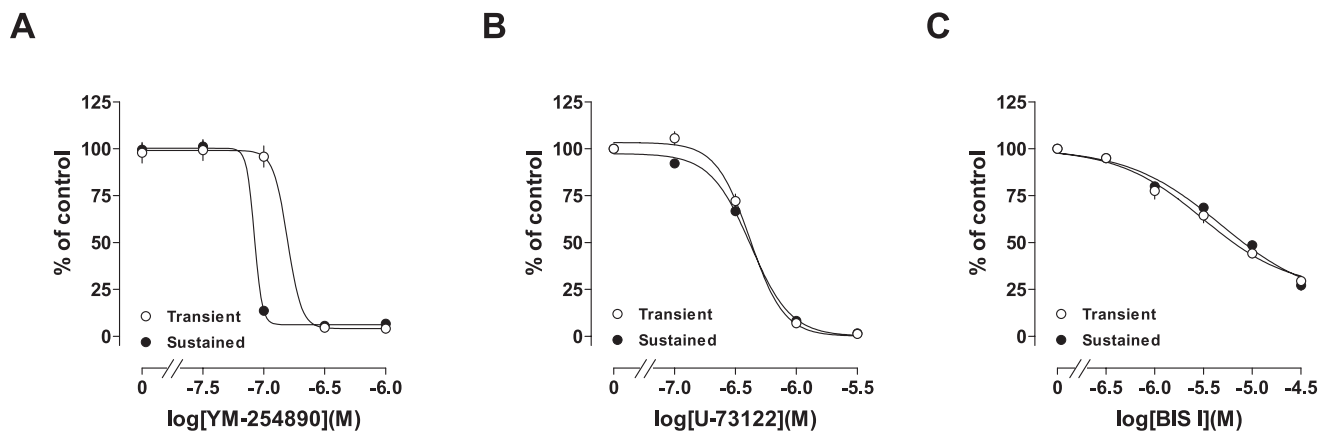 A
B
C
% of control
125
100
75
50
25
0
Transient
Sustained
0
-7.5
-7.0
-6.5
-6.0
log[YM-254890](M)
% of control
125
100
75
50
25
0
Transient
Sustained
0
-7.0
-6.5
-6.0
-5.5
log[U-73122](M)
% of control
125
100
75
50
25
0
Transient
Sustained
0
-6.5
-6.0
-5.5
-5.0
-4.5
log[BIS I](M)